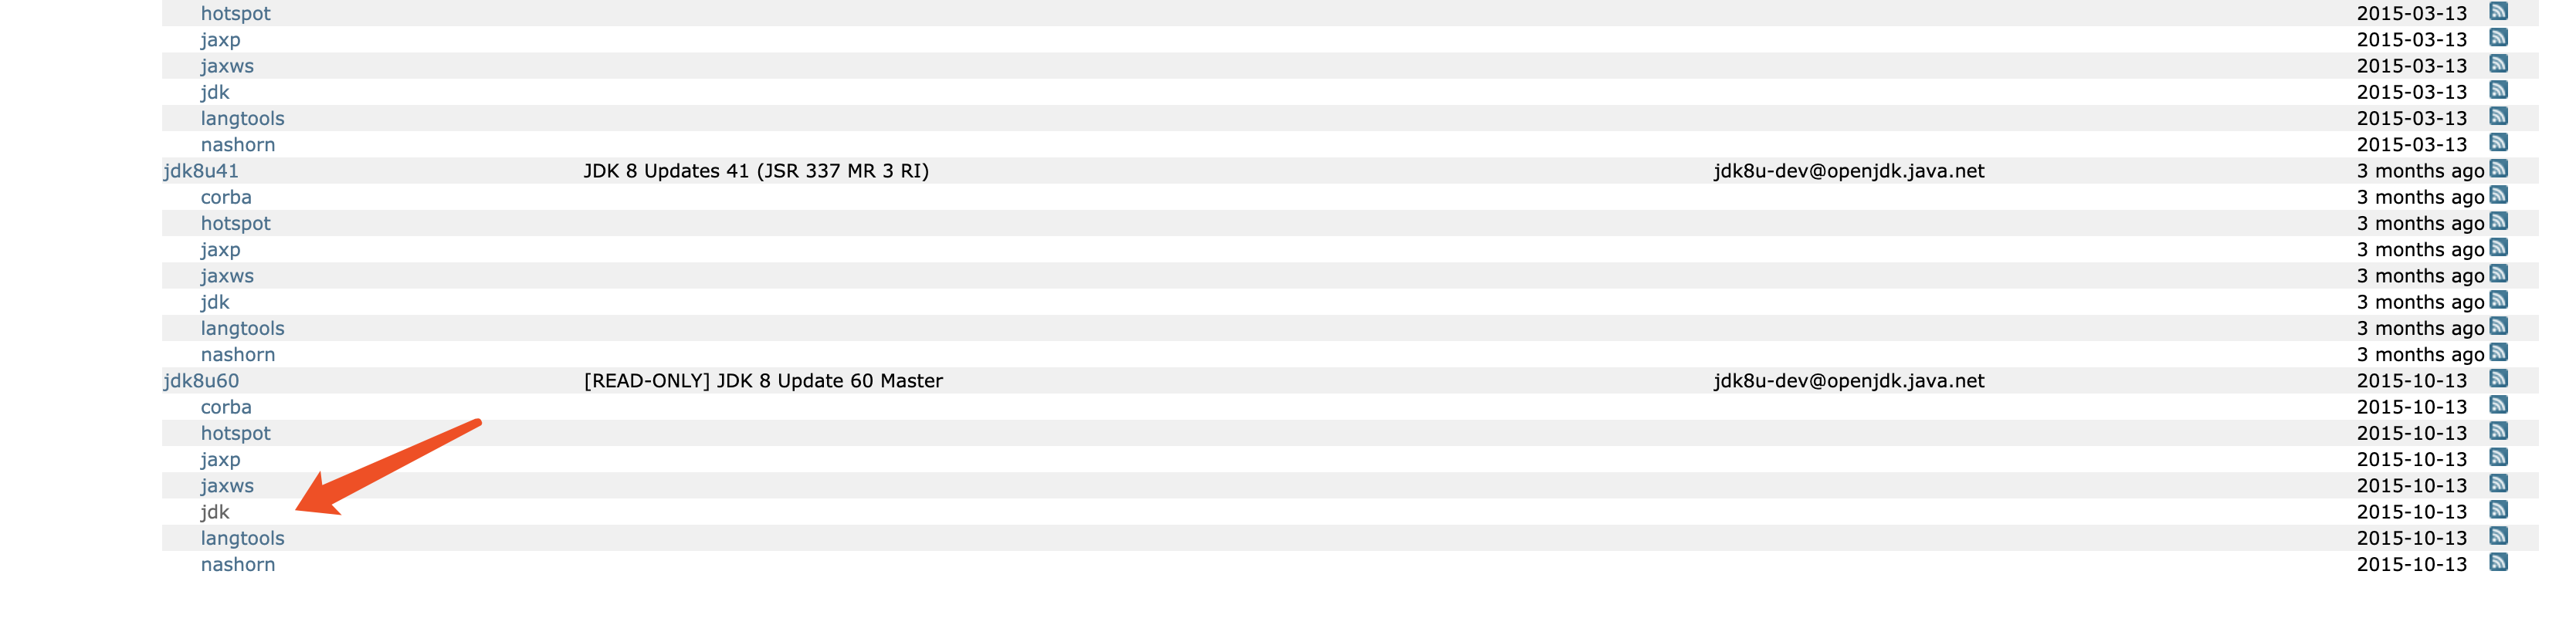 hotspot 2015-03-13
jaxp 2015-03-13
jaxws 2015-03-13
jdk 2015-03-13
langtools 2015-03-13
nashorn 2015-03-13
jdk8u41 JDK 8 Updates 41 (JSR 337 MR 3 RI) jdk8u-dev@openjdk.java.net 3 months ago
corba 3 months ago
hotspot 3 months ago
jaxp 3 months ago
jaxws 3 months ago
jdk 3 months ago
langtools 3 months ago
nashorn 3 months ago
jdk8u60 [READ-ONLY] JDK 8 Update 60 Master jdk8u-dev@openjdk.java.net 2015-10-13
corba 2015-10-13
hotspot 2015-10-13
jaxp 2015-10-13
jaxws 2015-10-13
jdk 2015-10-13
langtools 2015-10-13
nashorn 2015-10-13